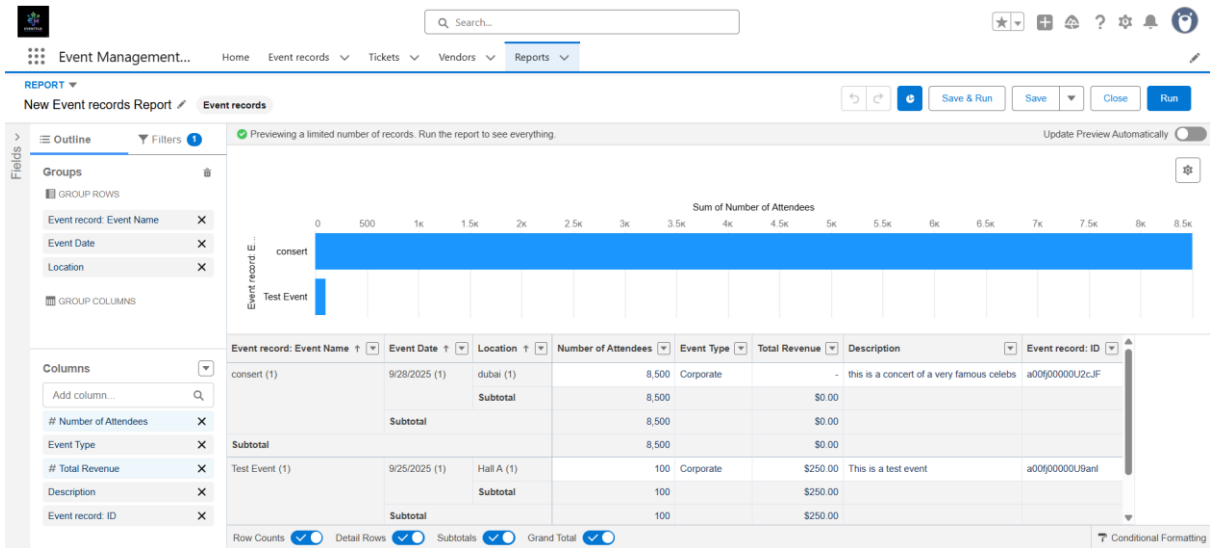 EVENTFUL
Search...
Event Management... Home Event records Tickets Vendors Reports
REPORT
New Event records Report Event records
Save & Run Save Close Run
Fields
Outline Filters 1
Previewing a limited number of records. Run the report to see everything. Update Preview Automatically
Groups
GROUP ROWS
Event record: Event Name
Event Date
Location
GROUP COLUMNS
Sum of Number of Attendees
0 500 1K 1.5K 2K 2.5K 3K 3.5K 4K 4.5K 5K 5.5K 6K 6.5K 7K 7.5K 8K 8.5K
Event record: E...
consert
Test Event
Columns
Add column...
# Number of Attendees
Event Type
# Total Revenue
Description
Event record: ID
Event record: Event Name ↑ Event Date ↑ Location ↑ Number of Attendees Event Type Total Revenue Description Event record: ID
consert (1) 9/28/2025 (1) dubai (1) 8,500 Corporate - this is a concert of a very famous celebs a00fj00000U2cJF
Subtotal 8,500 $0.00
Subtotal 8,500 $0.00
Subtotal 8,500 $0.00
Test Event (1) 9/25/2025 (1) Hall A (1) 100 Corporate $250.00 This is a test event a00fj00000U9anI
Subtotal 100 $250.00
Subtotal 100 $250.00
Row Counts Detail Rows Subtotals Grand Total Conditional Formatting